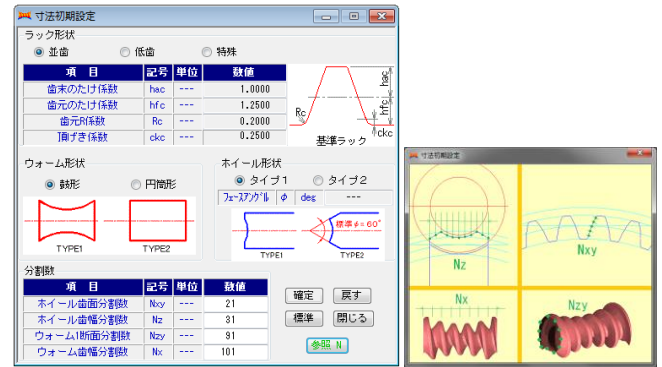 寸法初期設定
ラック形状
並歯 低歯 特殊
項 目 記号 単位 数値
歯末のたけ係数 hac --- 1.0000
歯元のたけ係数 hfc --- 1.2500
歯元R係数 Rc --- 0.2000
頂げき係数 ckc --- 0.2500
hac
hfc
Rc
ckc
基準ラック
ウォーム形状
鼓形 円筒形
TYPE1 TYPE2
ホイール形状
タイプ1 タイプ2
フェースアングル φ deg ---
標準φ=60°
TYPE1 TYPE2
分割数
項 目 記号 単位 数値
ホイール歯面分割数 Nxy --- 21
ホイール歯幅分割数 Nz --- 31
ウォーム1断面分割数 Nzy --- 91
ウォーム歯幅分割数 Nx --- 101
確定 戻す
標準 閉じる
参照 N
寸法初期設定
Nz
Nxy
Nx
Nzy